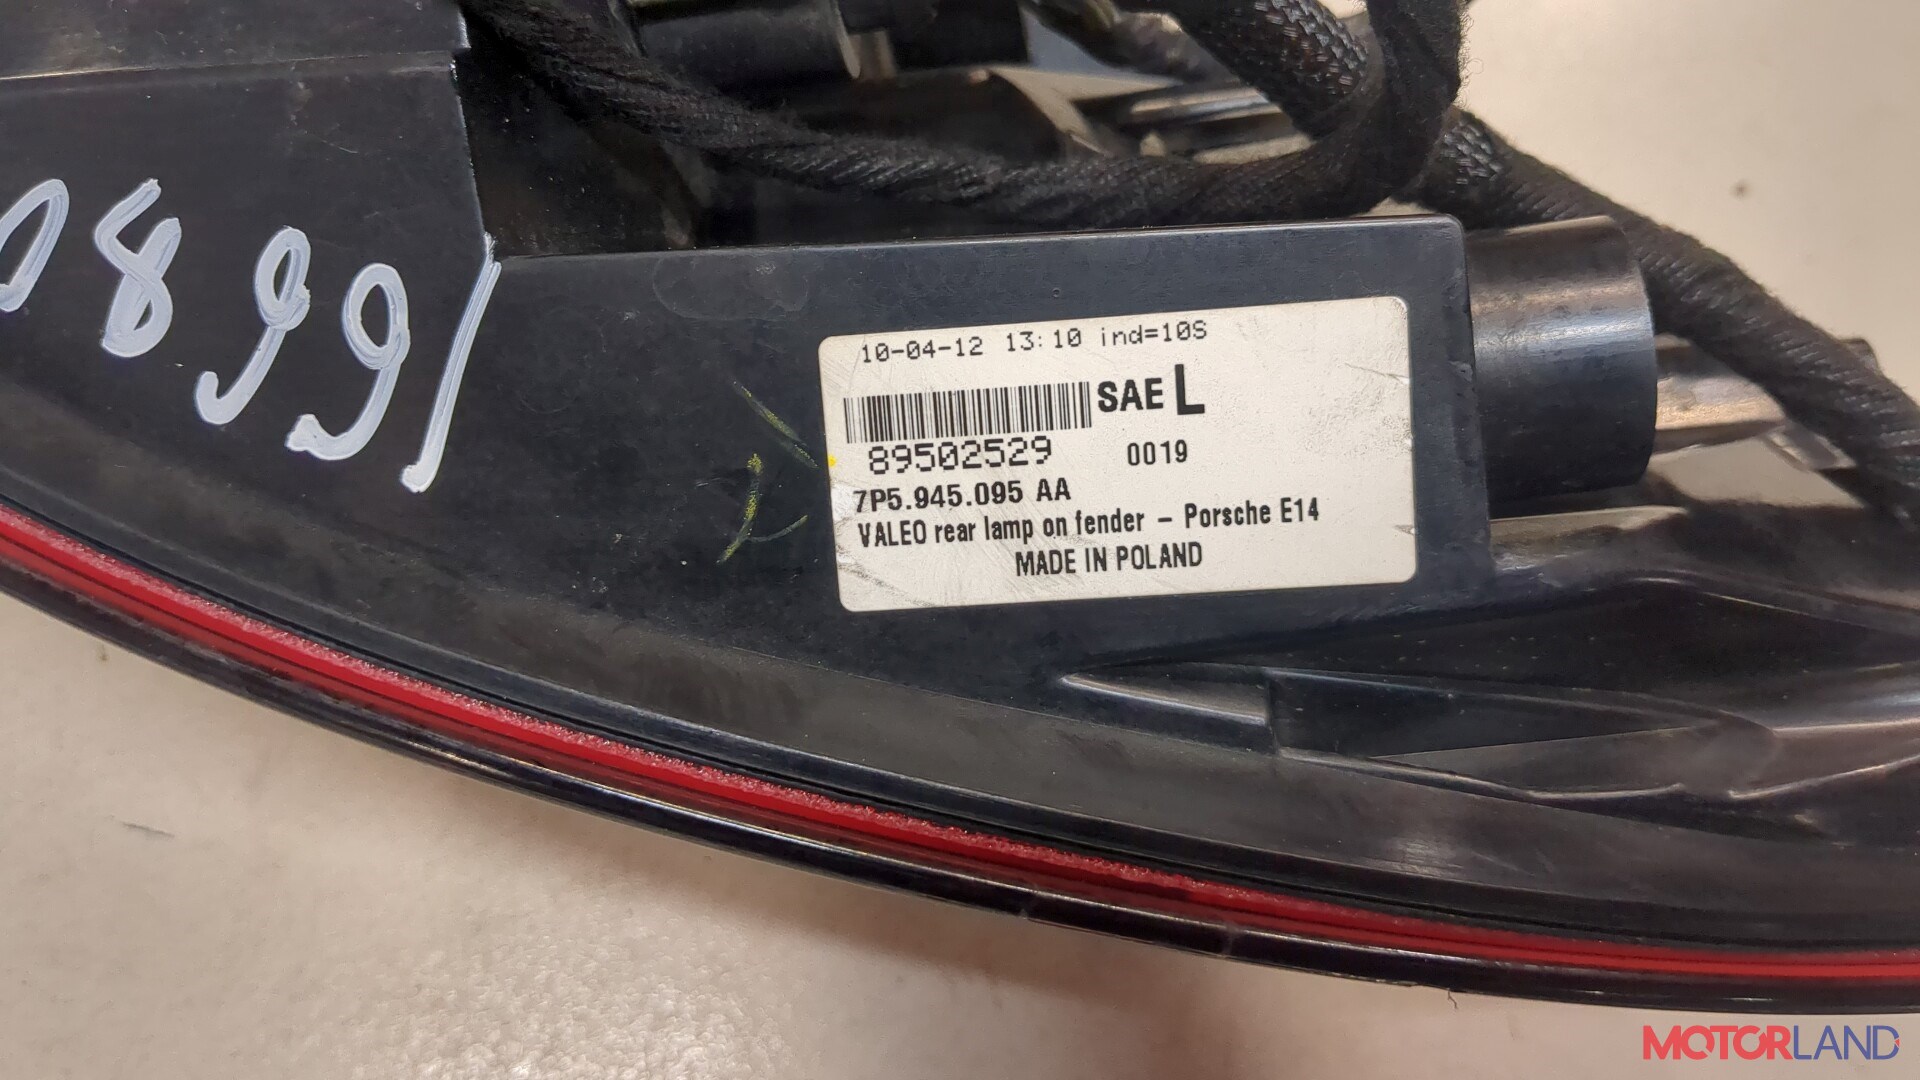 10-04-12 13:10 ind=10S
SAE L
89502529 0019
7P5.945.095 AA
VALEO rear lamp on fender – Porsche E14
MADE IN POLAND
MOTORLAND